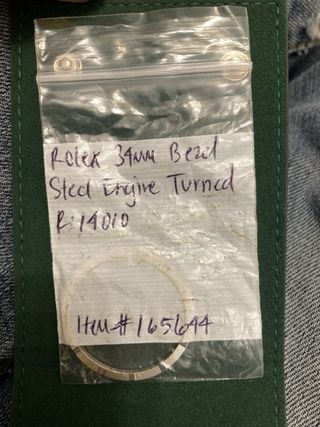 Rolex 34mm Bezel
Steel Engine Turned
R: 14010
Item # 165644